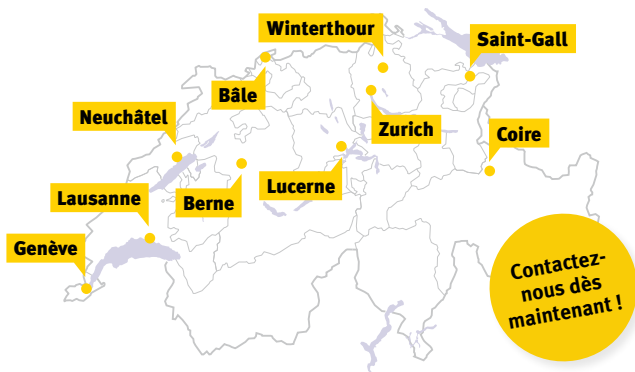 Winterthour
Saint-Gall
Bâle
Neuchâtel
Zurich
Coire
Lausanne
Berne
Lucerne
Genève
Contactez-
nous dès
maintenant !